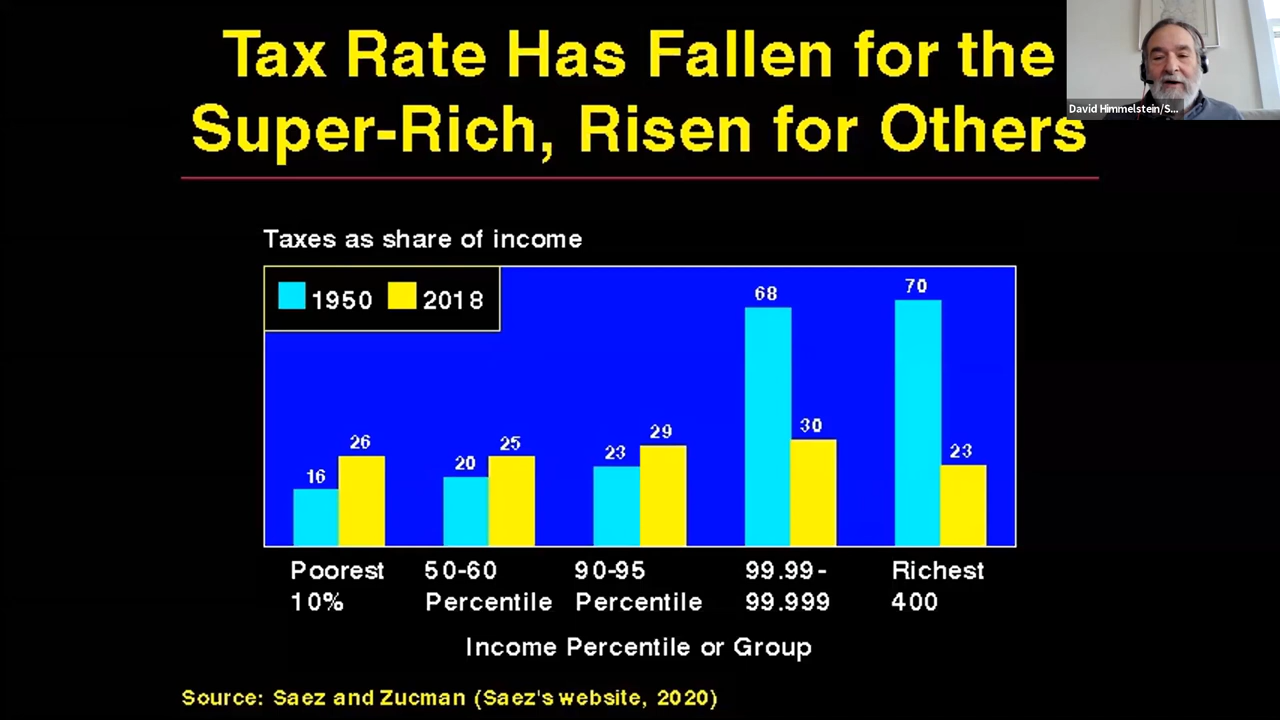 Tax Rate Has Fallen for the
Super-Rich, Risen for Others
David Himmelstein/S...
Taxes as share of income
1950 2018
16 26 20 25 23 29 68 30 70 23
Poorest 50-60 90-95 99.99- Richest
10% Percentile Percentile 99.999 400
Income Percentile or Group
Source: Saez and Zucman (Saez's website, 2020)